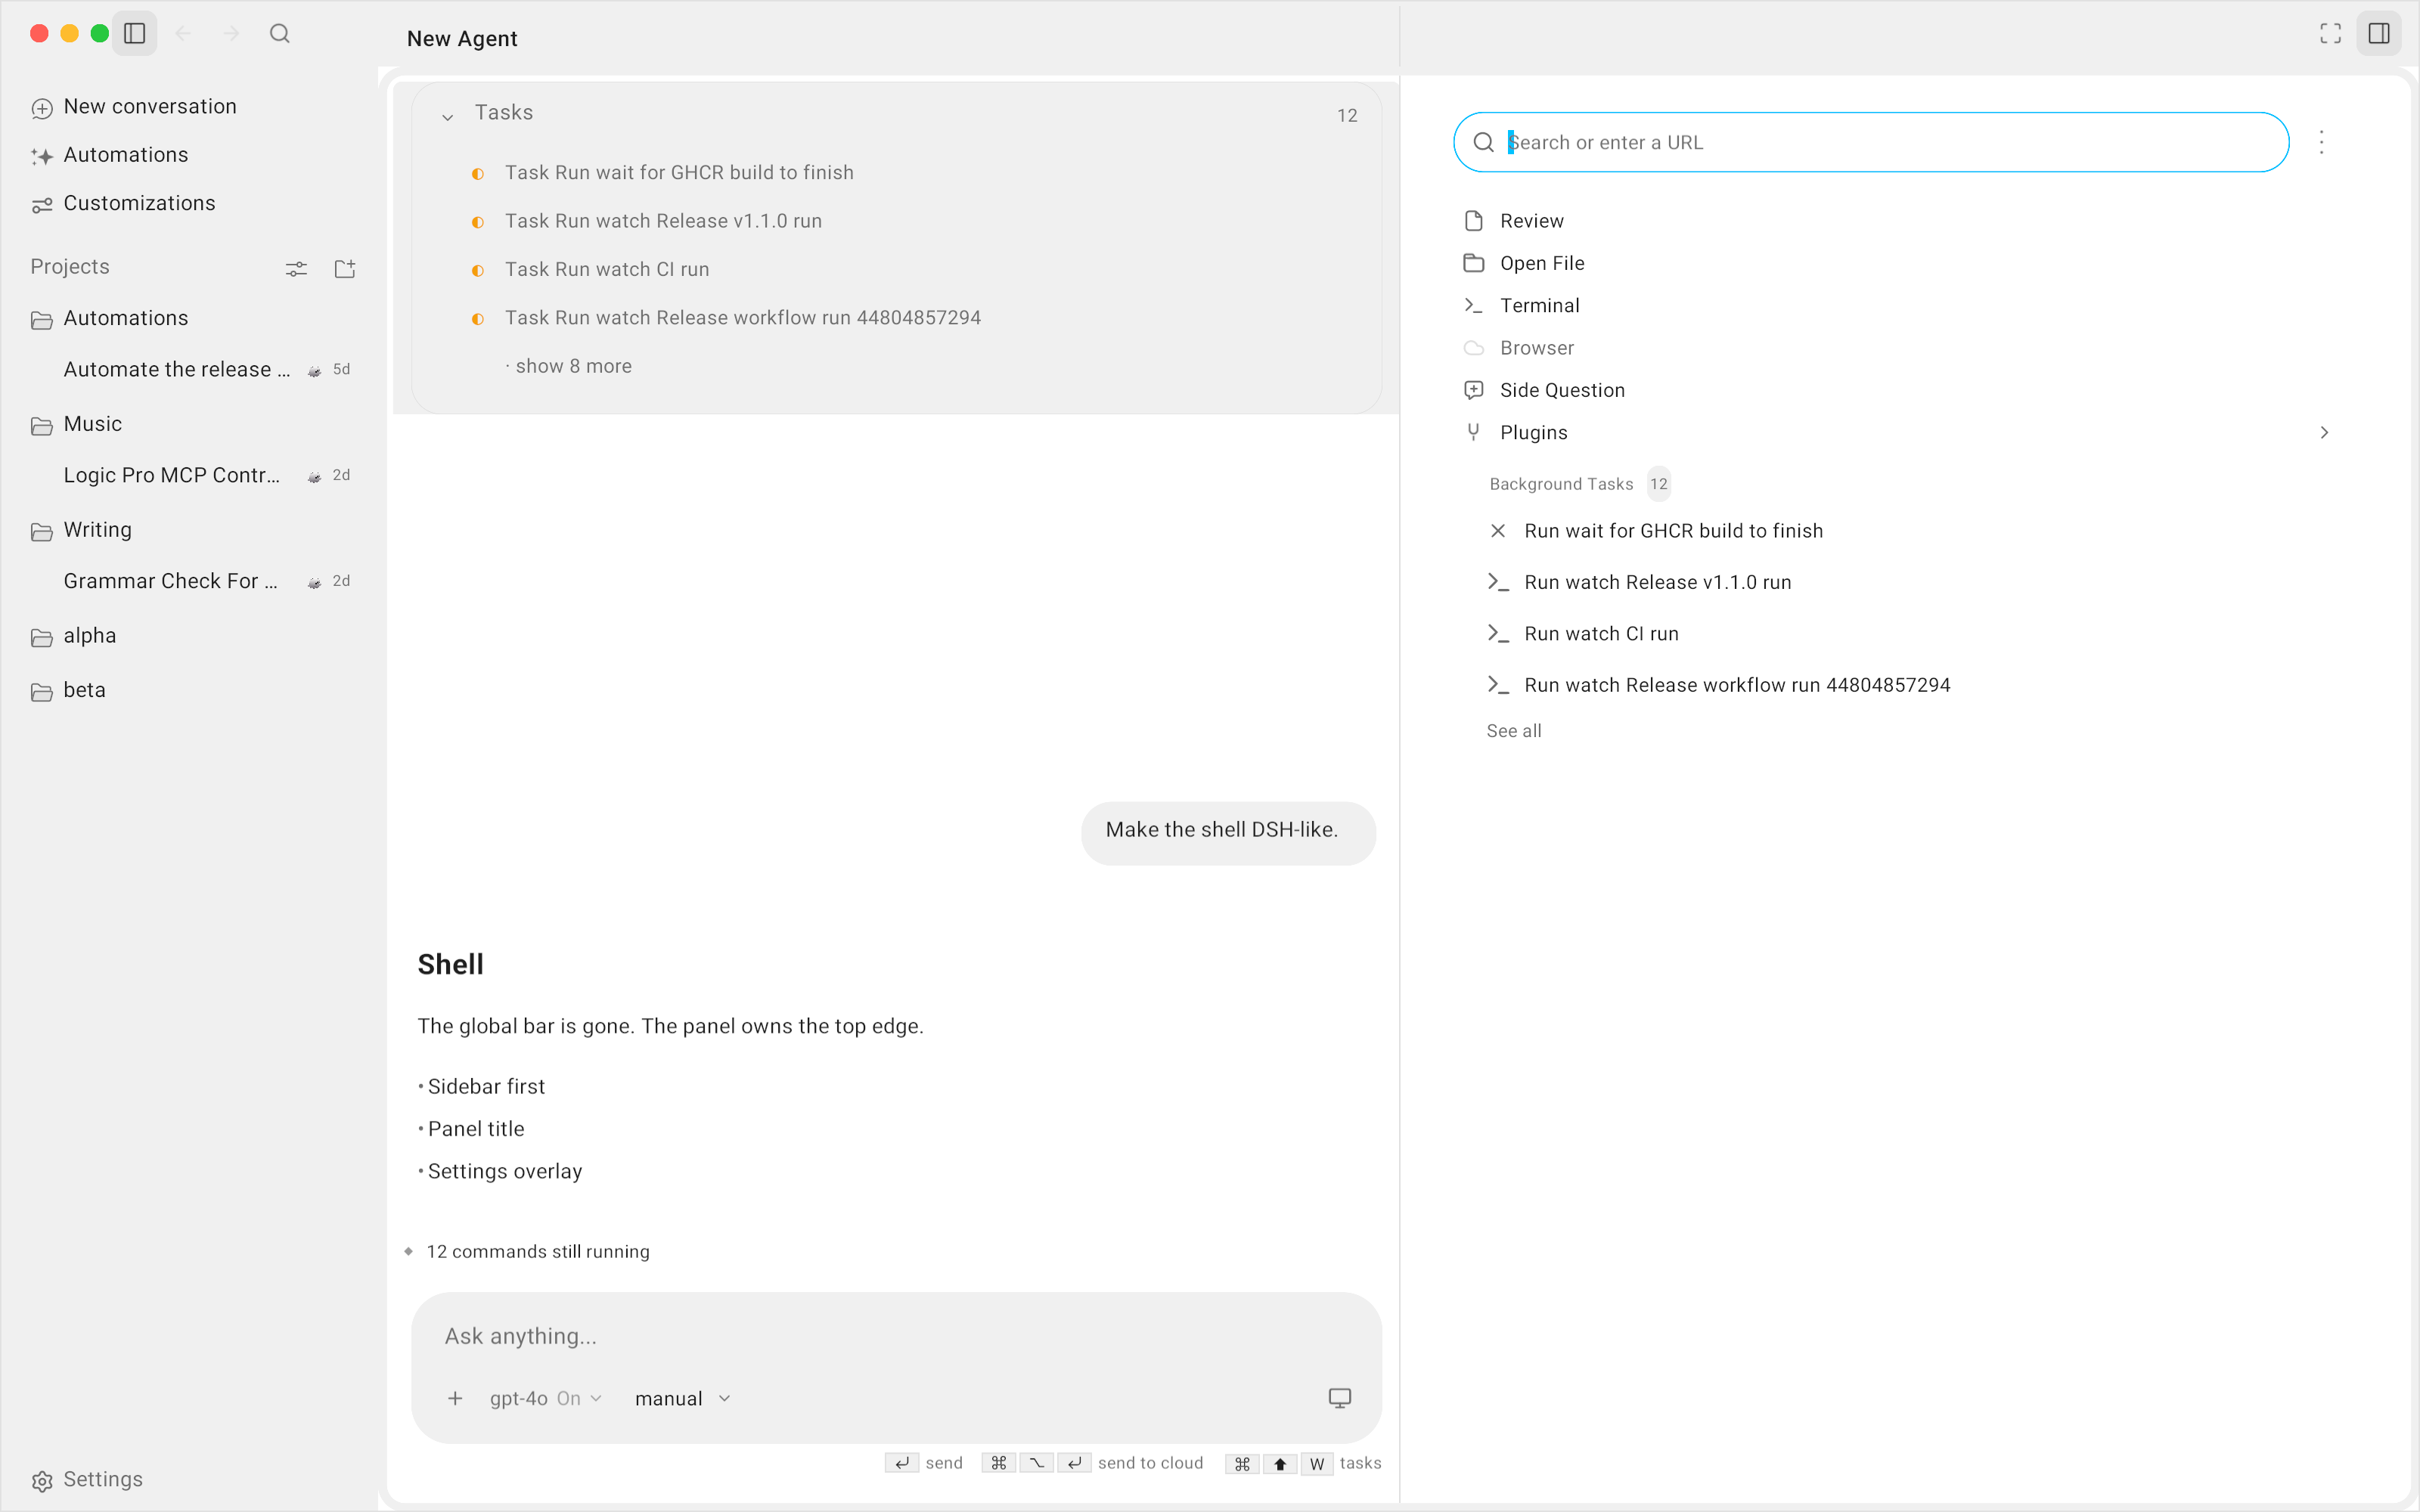 New Agent
New conversation
Automations
Customizations
Projects
Automations
Automate the release ... 5d
Music
Logic Pro MCP Contr... 2d
Writing
Grammar Check For ... 2d
alpha
beta
Settings
Tasks 12
Task Run wait for GHCR build to finish
Task Run watch Release v1.1.0 run
Task Run watch CI run
Task Run watch Release workflow run 44804857294
· show 8 more
Make the shell DSH-like.
Shell
The global bar is gone. The panel owns the top edge.
• Sidebar first
• Panel title
• Settings overlay
12 commands still running
Ask anything...
gpt-4o On manual
send ⌘ ⌥ send to cloud ⌘ W tasks
Search or enter a URL
Review
Open File
Terminal
Browser
Side Question
Plugins
Background Tasks 12
Run wait for GHCR build to finish
Run watch Release v1.1.0 run
Run watch CI run
Run watch Release workflow run 44804857294
See all